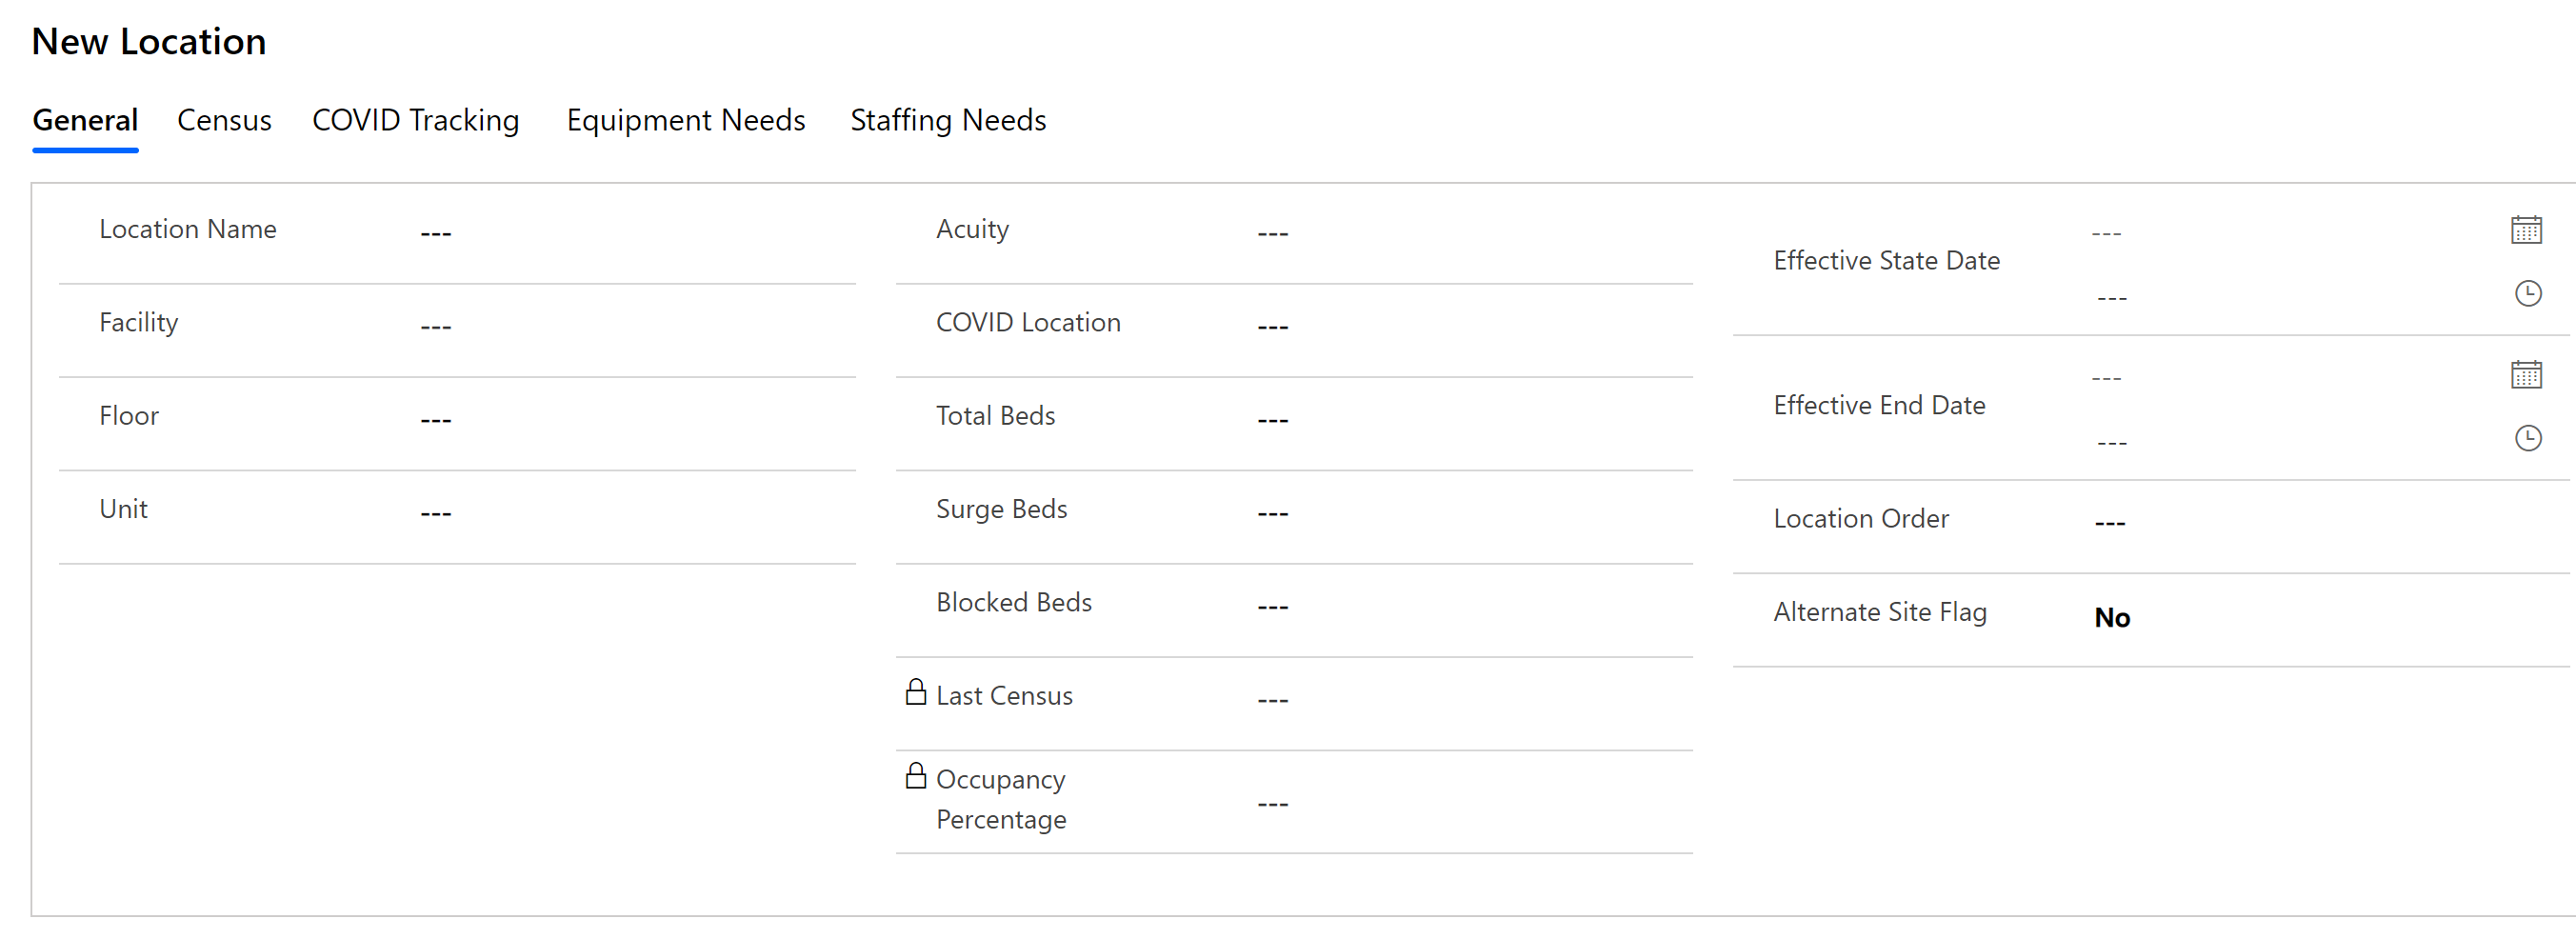 New Location
General Census COVID Tracking Equipment Needs Staffing Needs
Location Name ---
Facility ---
Floor ---
Unit ---
Acuity ---
COVID Location ---
Total Beds ---
Surge Beds ---
Blocked Beds ---
Last Census ---
Occupancy
Percentage ---
Effective State Date ---
---
Effective End Date ---
---
Location Order ---
Alternate Site Flag No